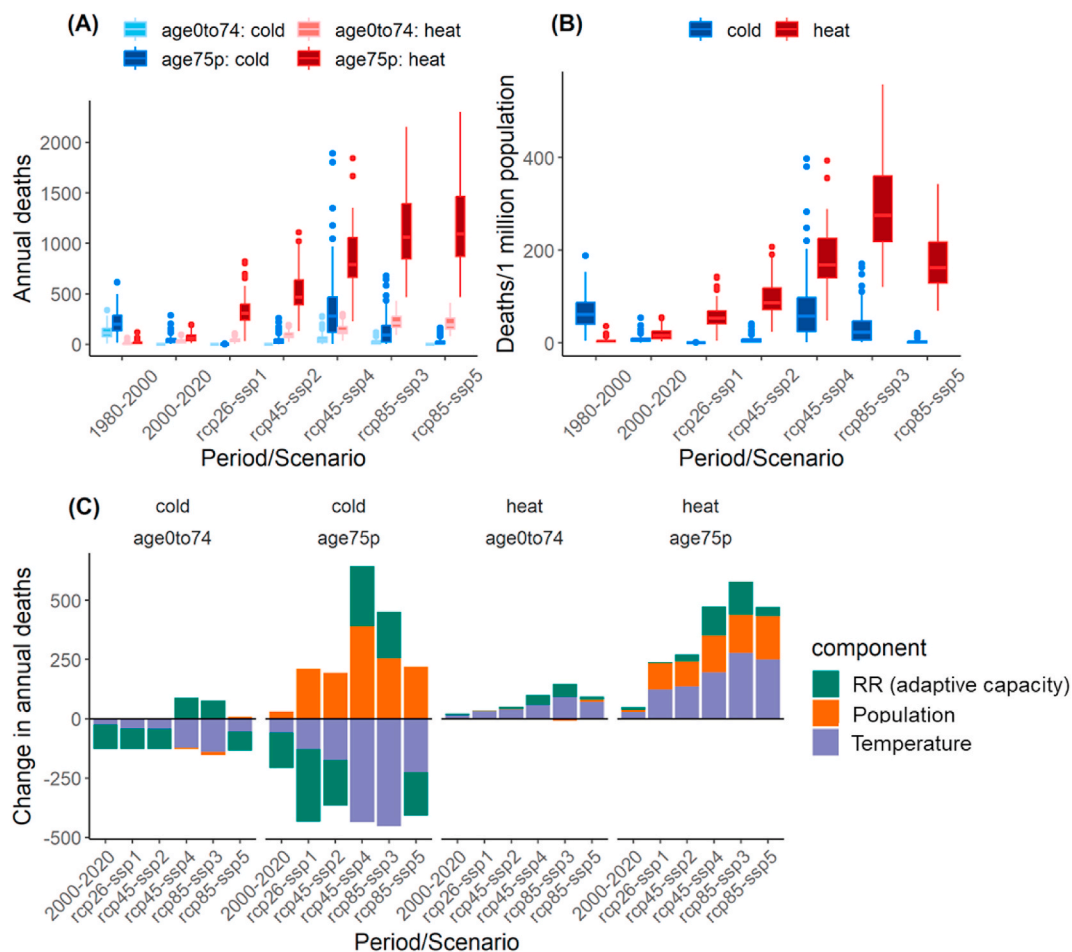 (A)
age0to74: cold
age0to74: heat
age75p: cold
age75p: heat
Annual deaths
2000
1500
1000
500
0
1980-2000
2000-2020
rcp26-ssp1
rcp45-ssp2
rcp45-ssp4
rcp85-ssp3
rcp85-ssp5
Period/Scenario
(B)
cold
heat
Deaths/1 million population
400
200
0
1980-2000
2000-2020
rcp26-ssp1
rcp45-ssp2
rcp45-ssp4
rcp85-ssp3
rcp85-ssp5
Period/Scenario
(C)
cold
age0to74
cold
age75p
heat
age0to74
heat
age75p
Change in annual deaths
500
250
0
-250
-500
2000-2020
rcp26-ssp1
rcp45-ssp2
rcp45-ssp4
rcp85-ssp3
rcp85-ssp5
2000-2020
rcp26-ssp1
rcp45-ssp2
rcp45-ssp4
rcp85-ssp3
rcp85-ssp5
2000-2020
rcp26-ssp1
rcp45-ssp2
rcp45-ssp4
rcp85-ssp3
rcp85-ssp5
2000-2020
rcp26-ssp1
rcp45-ssp2
rcp45-ssp4
rcp85-ssp3
rcp85-ssp5
Period/Scenario
component
RR (adaptive capacity)
Population
Temperature